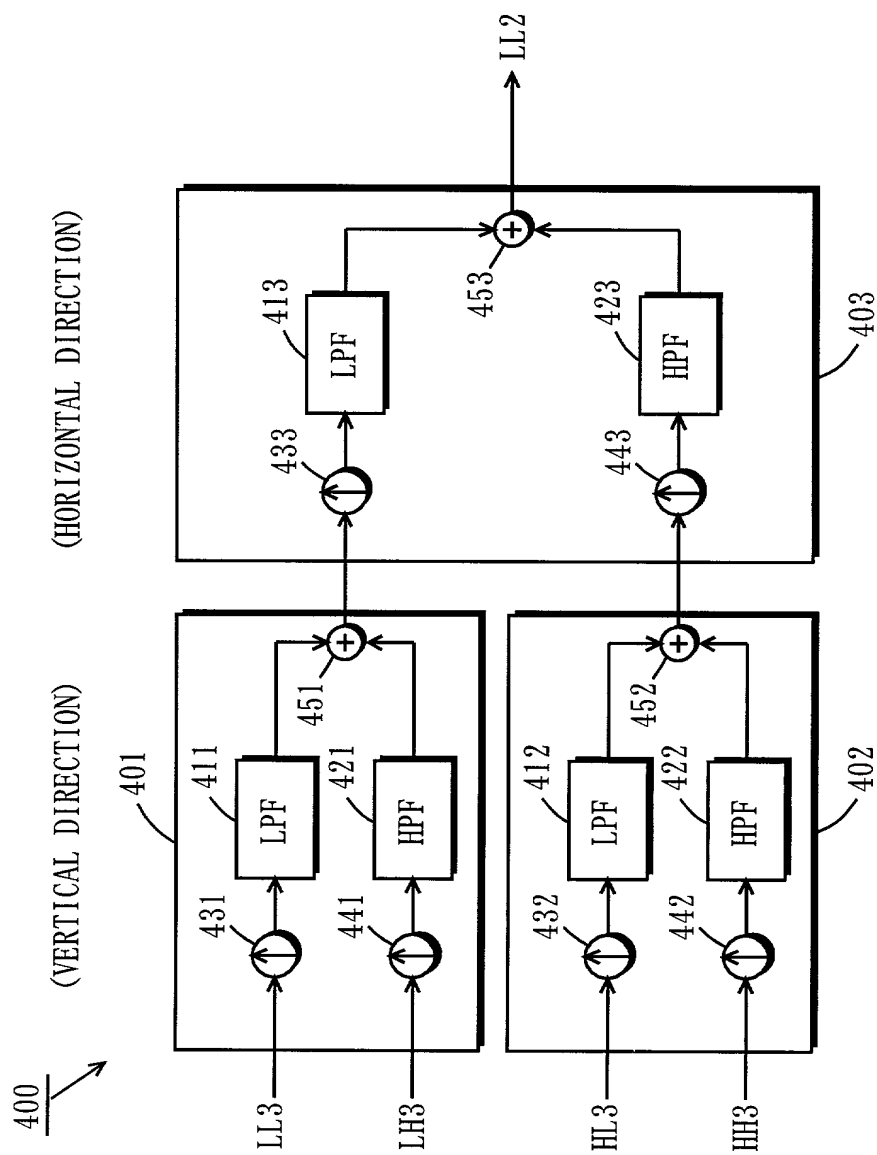 400
(VERTICAL DIRECTION)
(HORIZONTAL DIRECTION)
401
LL3
431
411
LPF
451
LH3
441
421
HPF
433
413
LPF
453
LL2
HL3
432
412
LPF
452
HH3
442
422
HPF
402
443
423
HPF
403